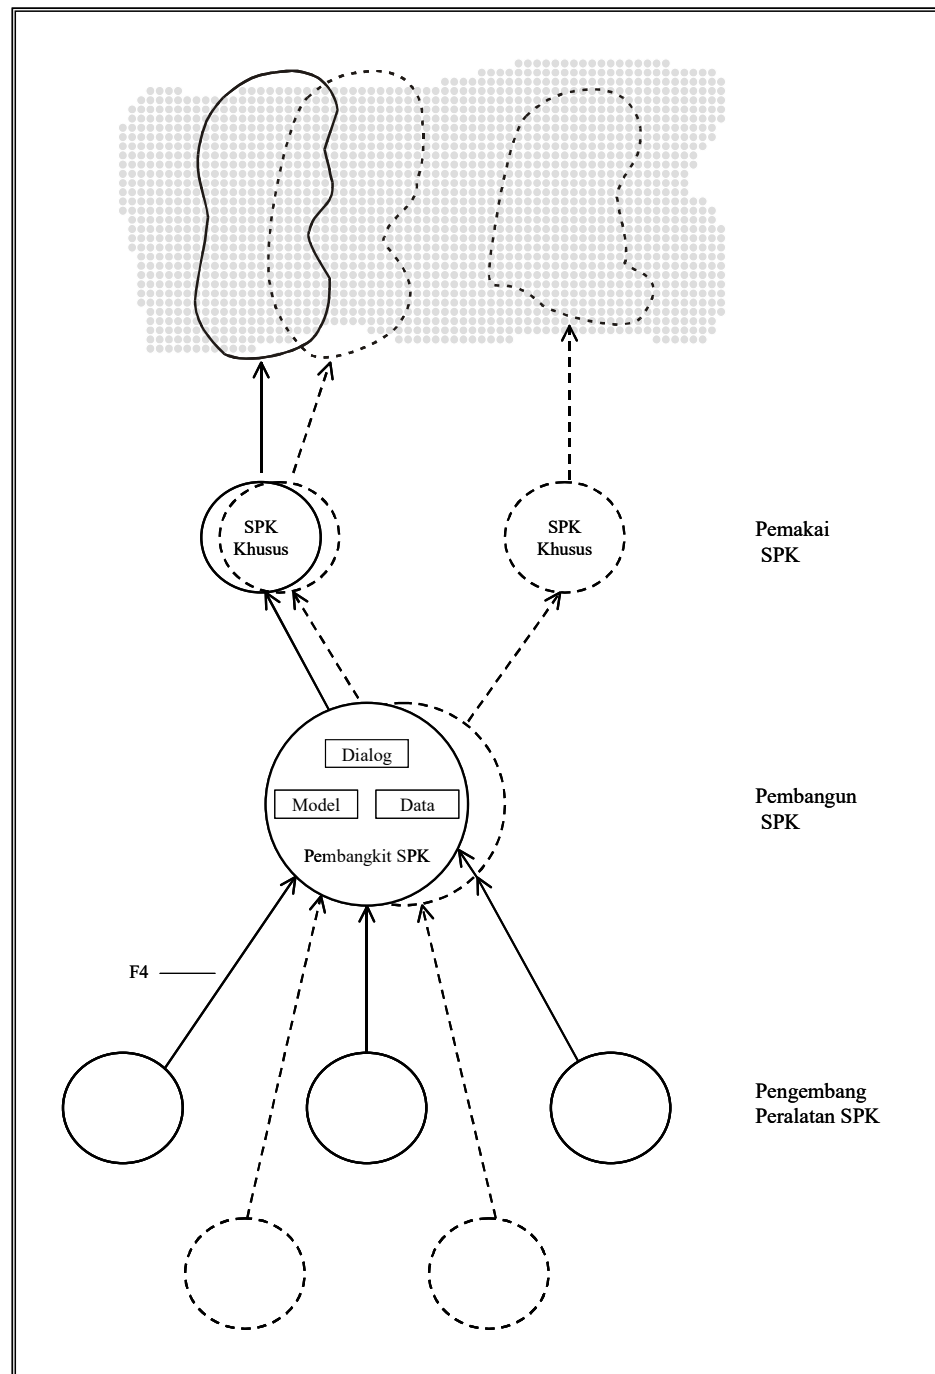 SPK
Khusus
SPK
Khusus
Pemakai
SPK
Dialog
Model
Data
Pembangkit SPK
Pembangun
SPK
F4
Pengembang
Peralatan SPK